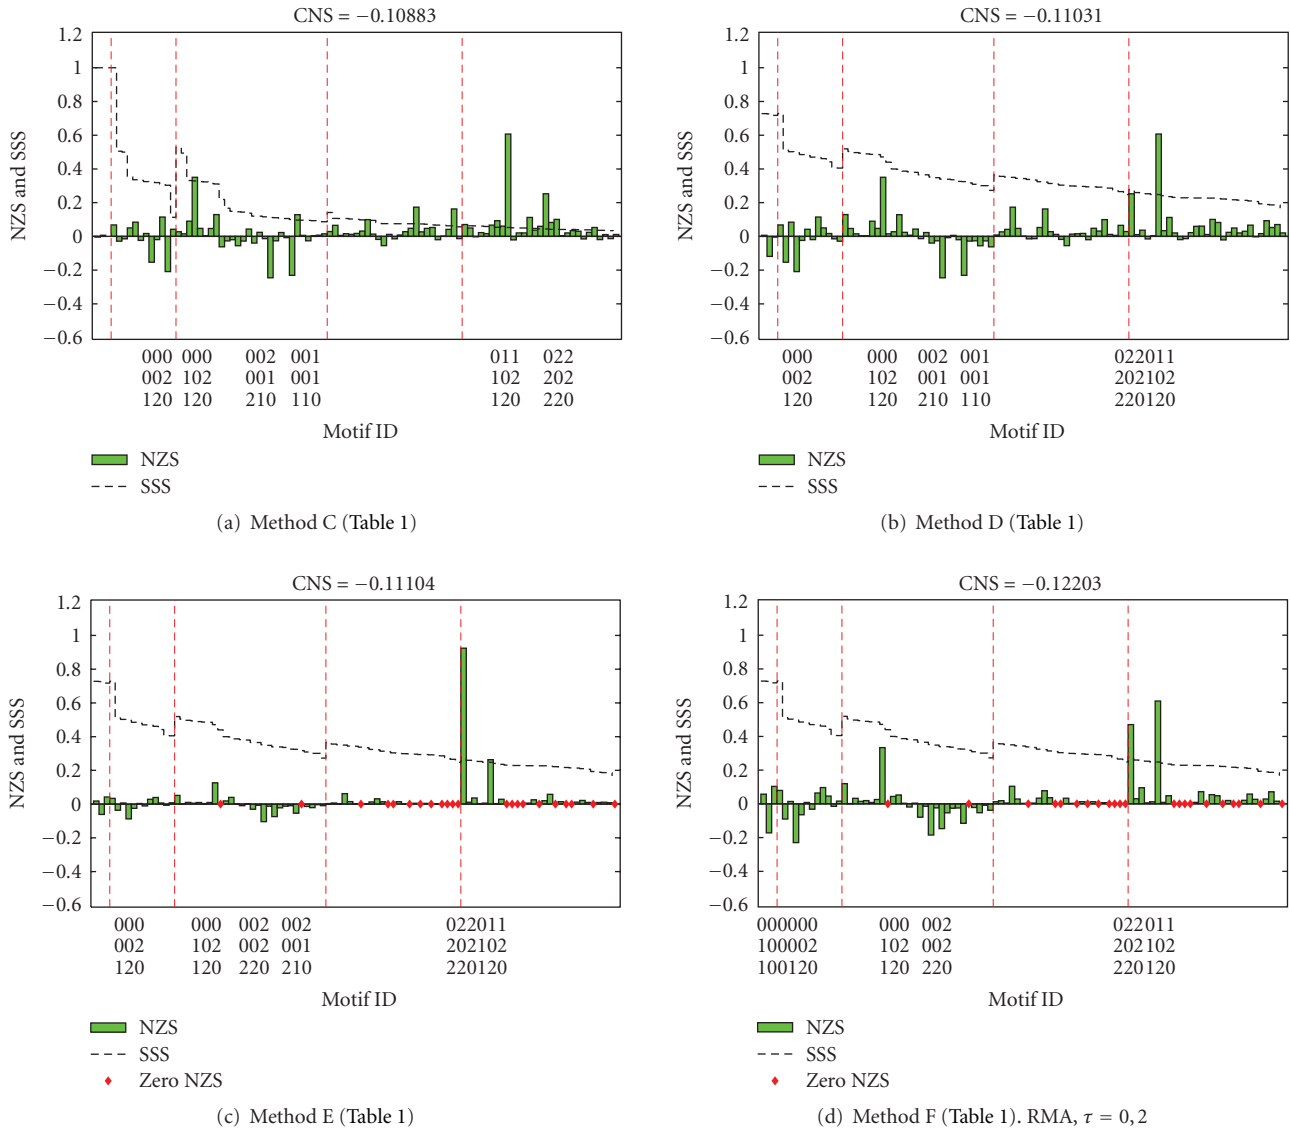 CNS = −0.10883
1.2
1
0.8
0.6
0.4
0.2
0
−0.2
−0.4
−0.6
NZS and SSS
000 000 002 001 011 022
002 102 001 001 102 202
120 120 210 110 120 220
Motif ID
NZS
SSS
(a) Method C (Table 1)
CNS = −0.11031
1.2
1
0.8
0.6
0.4
0.2
0
−0.2
−0.4
−0.6
NZS and SSS
000 000 002 001 022011
002 102 001 001 202102
120 120 210 110 220120
Motif ID
NZS
SSS
(b) Method D (Table 1)
CNS = −0.11104
1.2
1
0.8
0.6
0.4
0.2
0
−0.2
−0.4
−0.6
NZS and SSS
000 000 002 002 022011
002 102 002 001 202102
120 120 220 210 220120
Motif ID
NZS
SSS
Zero NZS
(c) Method E (Table 1)
CNS = −0.12203
1.2
1
0.8
0.6
0.4
0.2
0
−0.2
−0.4
−0.6
NZS and SSS
000000 000 002 022011
100002 102 002 202102
100120 120 220 220120
Motif ID
NZS
SSS
Zero NZS
(d) Method F (Table 1). RMA, τ = 0, 2